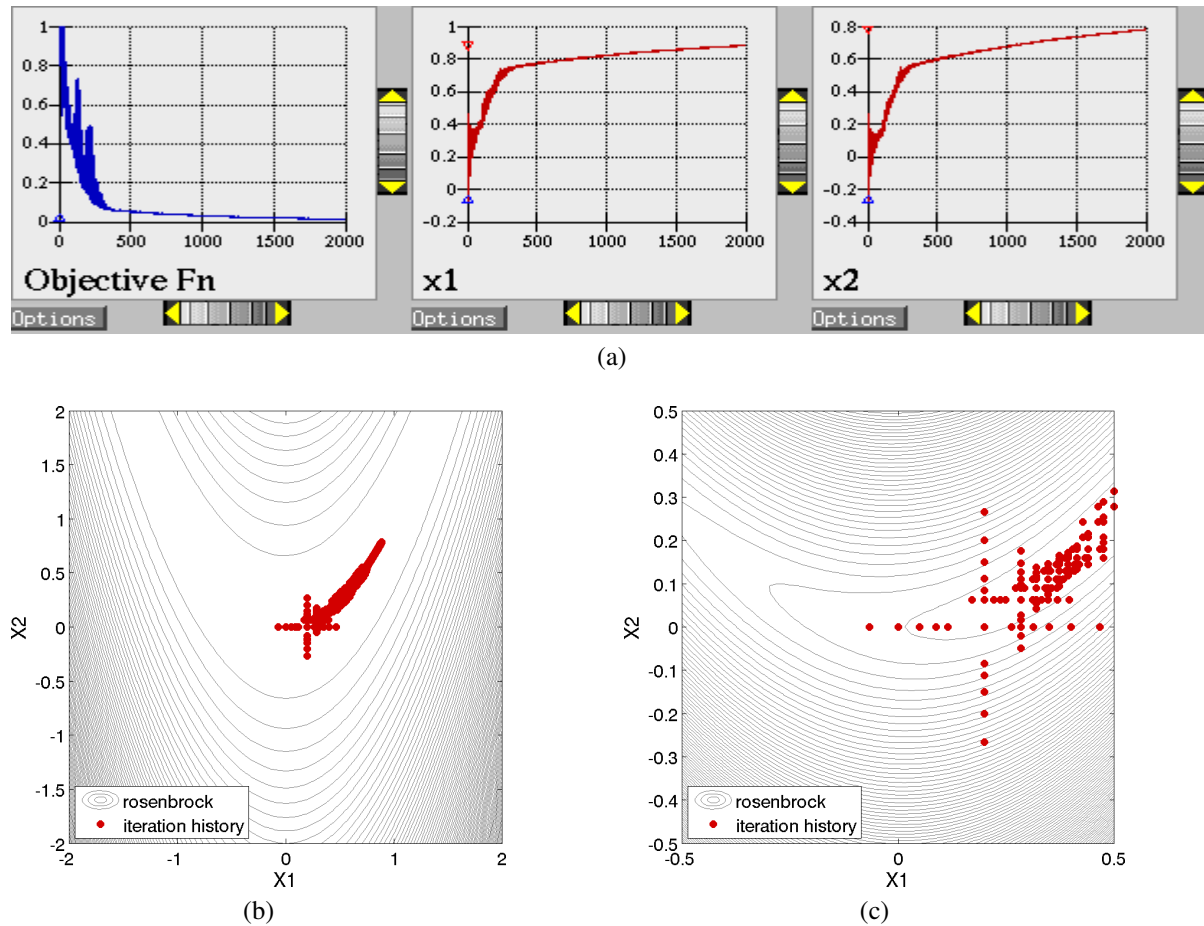 1
0.8
0.6
0.4
0.2
0
0 500 1000 1500 2000
Objective Fn
Options
1
0.8
0.6
0.4
0.2
0
-0.2
0 500 1000 1500 2000
x1
Options
0.8
0.6
0.4
0.2
0
-0.2
-0.4
0 500 1000 1500 2000
x2
Options
(a)
2
1.5
1
0.5
0
-0.5
-1
-1.5
-2
X2
rosenbrock
iteration history
-2 -1 0 1 2
X1
(b)
0.5
0.4
0.3
0.2
0.1
0
-0.1
-0.2
-0.3
-0.4
-0.5
X2
rosenbrock
iteration history
-0.5 0 0.5
X1
(c)